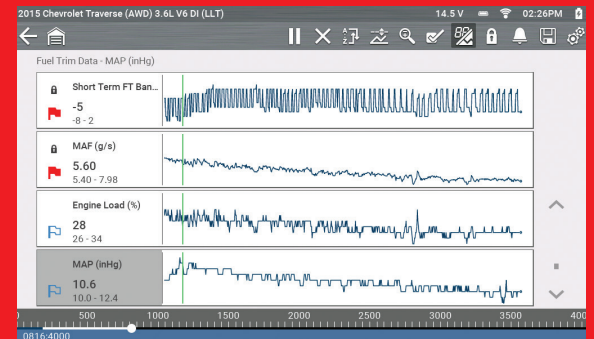 2015 Chevrolet Traverse (AWD) 3.6L V6 DI (LLT) 14.5 V 02:26PM
Fuel Trim Data - MAP (inHg)
Short Term FT Ban...
-5
-8 - 2
MAF (g/s)
5.60
5.40 - 7.98
Engine Load (%)
28
26 - 34
MAP (inHg)
10.6
10.0 - 12.4
0 500 1000 1500 2000 2500 3000 3500 400
0816:4000